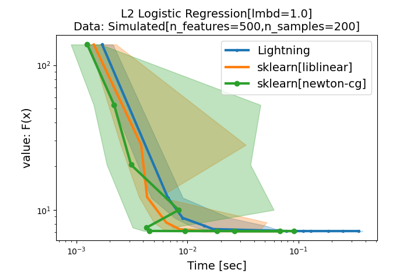 L2 Logistic Regression[lmbd=1.0]
Data: Simulated[n_features=500,n_samples=200]
Lightning
sklearn[liblinear]
sklearn[newton-cg]
value: F(x)
10²
10¹
10⁻³
10⁻²
10⁻¹
Time [sec]